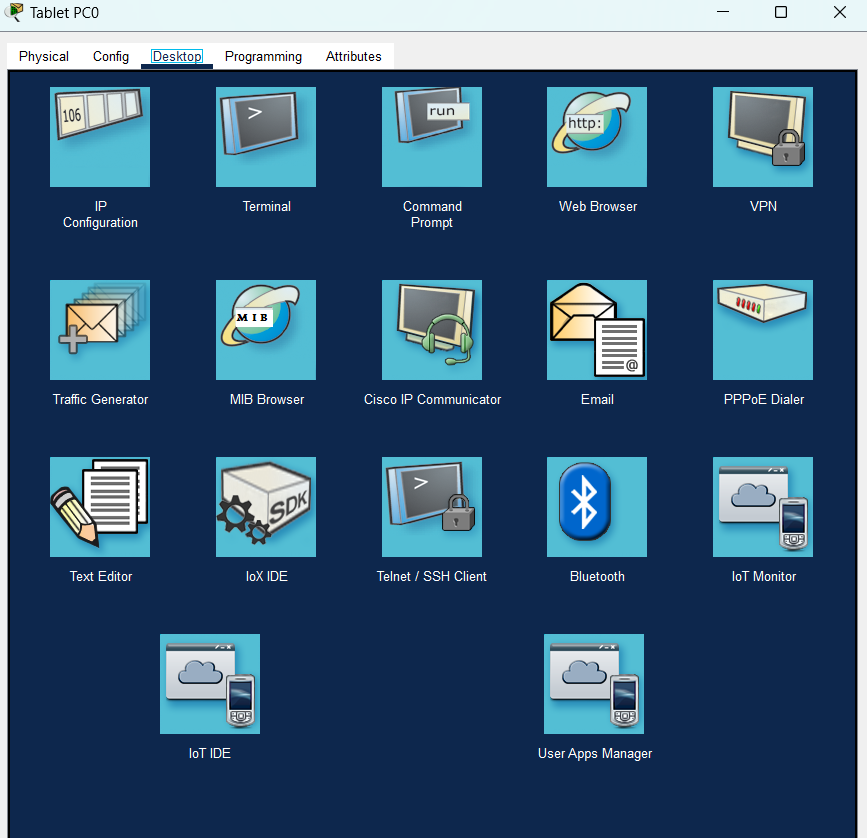 Tablet PC0
Physical Config Desktop Programming Attributes
106
>
run
http:
IP
Configuration
Terminal
Command
Prompt
Web Browser
VPN
MIB
@
Traffic Generator
MIB Browser
Cisco IP Communicator
Email
PPPoE Dialer
SDK
>
Text Editor
IoX IDE
Telnet / SSH Client
Bluetooth
IoT Monitor
IoT IDE
User Apps Manager